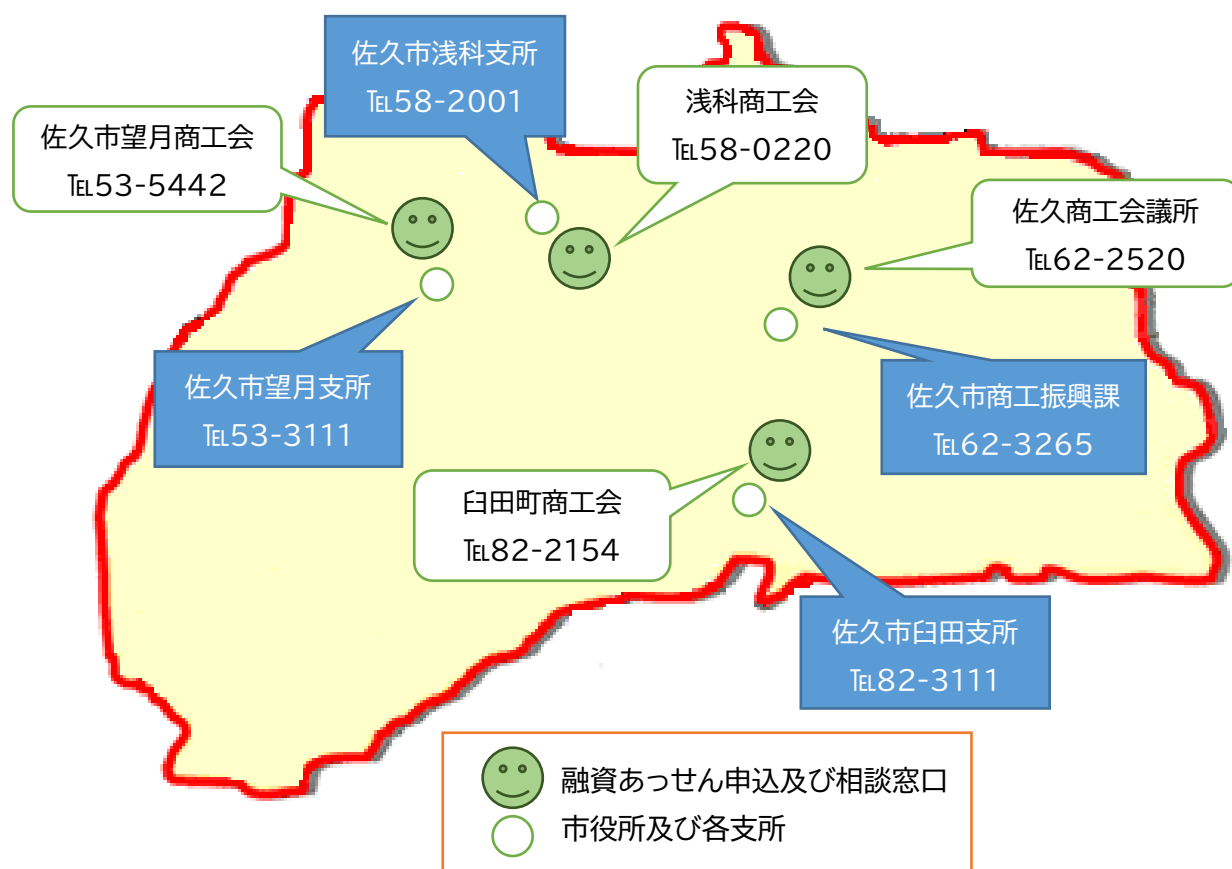 佐久市浅科支所
℡58-2001
浅科商工会
℡58-0220
佐久市望月商工会
℡53-5442
佐久商工会議所
℡62-2520
佐久市望月支所
℡53-3111
佐久市商工振興課
℡62-3265
臼田町商工会
℡82-2154
佐久市臼田支所
℡82-3111
融資あっせん申込及び相談窓口
市役所及び各支所